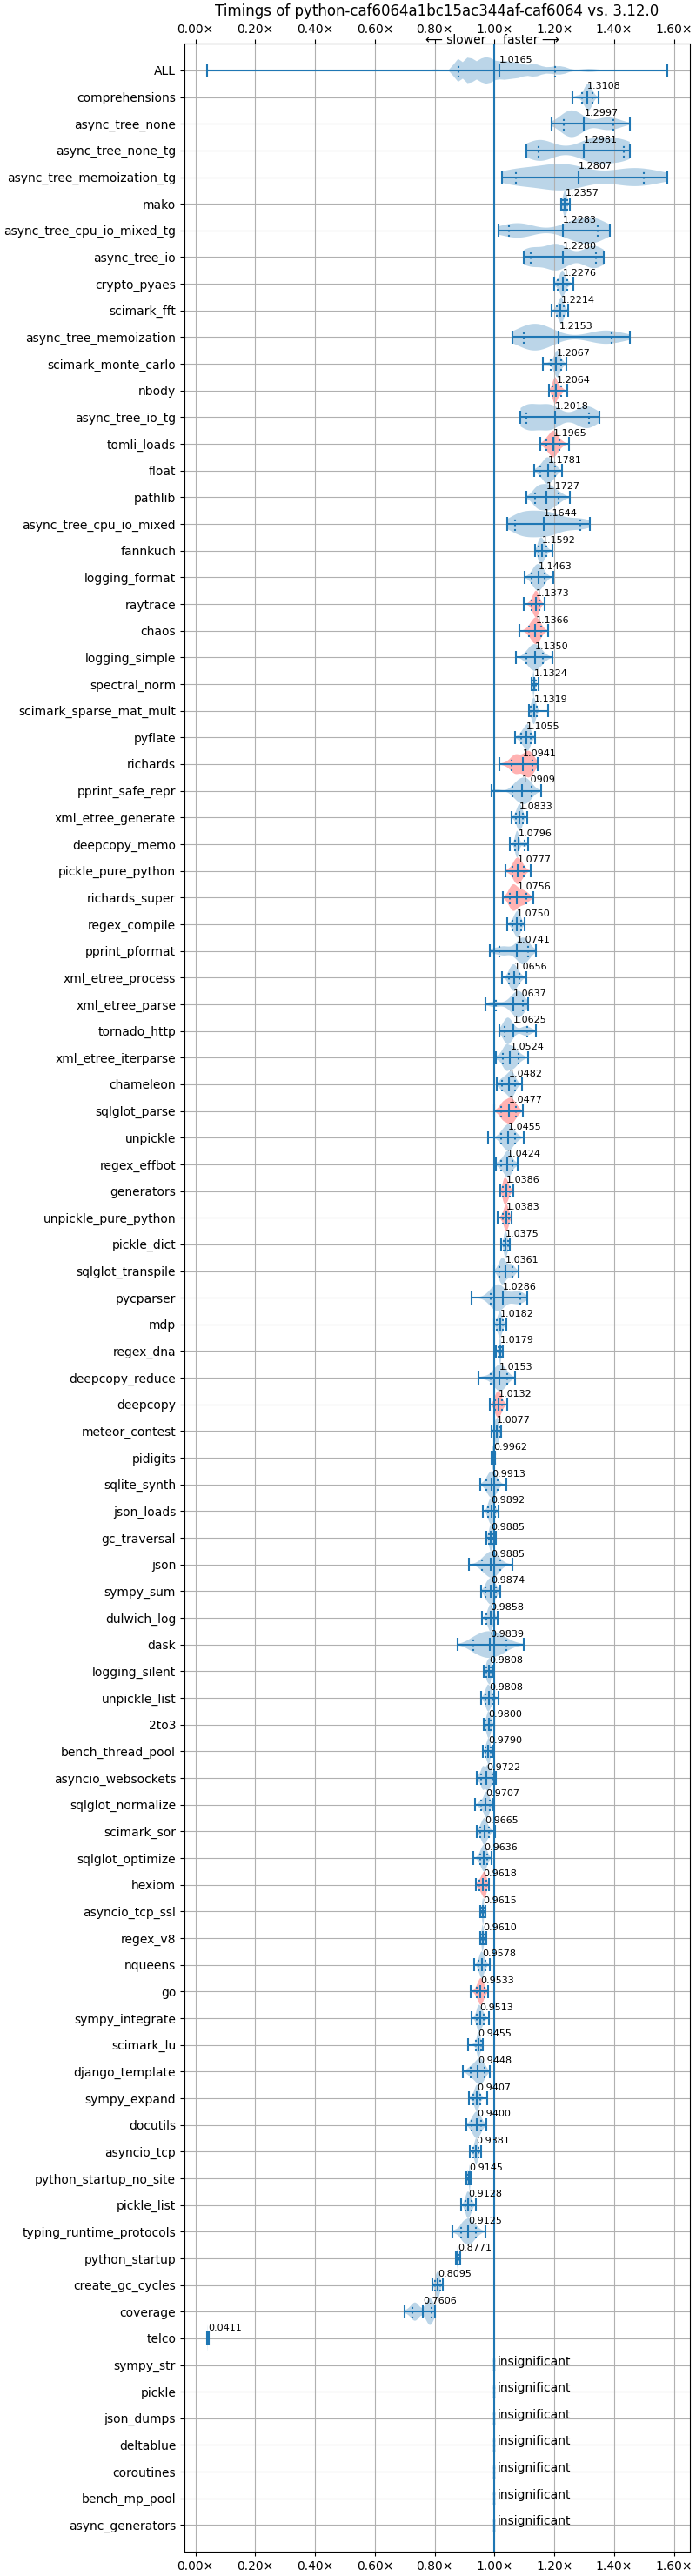 Timings of python-caf6064a1bc15ac344af-caf6064 vs. 3.12.0
0.00× 0.20× 0.40× 0.60× 0.80× 1.00× 1.20× 1.40× 1.60×
← slower faster →
ALL 1.0165
comprehensions 1.3108
async_tree_none 1.2997
async_tree_none_tg 1.2981
async_tree_memoization_tg 1.2807
mako 1.2357
async_tree_cpu_io_mixed_tg 1.2283
async_tree_io 1.2280
crypto_pyaes 1.2276
scimark_fft 1.2214
async_tree_memoization 1.2153
scimark_monte_carlo 1.2067
nbody 1.2064
async_tree_io_tg 1.2018
tomli_loads 1.1965
float 1.1781
pathlib 1.1727
async_tree_cpu_io_mixed 1.1644
fannkuch 1.1592
logging_format 1.1463
raytrace 1.1373
chaos 1.1366
logging_simple 1.1350
spectral_norm 1.1324
scimark_sparse_mat_mult 1.1319
pyflate 1.1055
richards 1.0941
pprint_safe_repr 1.0909
xml_etree_generate 1.0833
deepcopy_memo 1.0796
pickle_pure_python 1.0777
richards_super 1.0756
regex_compile 1.0750
pprint_pformat 1.0741
xml_etree_process 1.0656
xml_etree_parse 1.0637
tornado_http 1.0625
xml_etree_iterparse 1.0524
chameleon 1.0482
sqlglot_parse 1.0477
unpickle 1.0455
regex_effbot 1.0424
generators 1.0386
unpickle_pure_python 1.0383
pickle_dict 1.0375
sqlglot_transpile 1.0361
pycparser 1.0286
mdp 1.0182
regex_dna 1.0179
deepcopy_reduce 1.0153
deepcopy 1.0132
meteor_contest 1.0077
pidigits 0.9962
sqlite_synth 0.9913
json_loads 0.9892
gc_traversal 0.9885
json 0.9885
sympy_sum 0.9874
dulwich_log 0.9858
dask 0.9839
logging_silent 0.9808
unpickle_list 0.9808
2to3 0.9800
bench_thread_pool 0.9790
asyncio_websockets 0.9722
sqlglot_normalize 0.9707
scimark_sor 0.9665
sqlglot_optimize 0.9636
hexiom 0.9618
asyncio_tcp_ssl 0.9615
regex_v8 0.9610
nqueens 0.9578
go 0.9533
sympy_integrate 0.9513
scimark_lu 0.9455
django_template 0.9448
sympy_expand 0.9407
docutils 0.9400
asyncio_tcp 0.9381
python_startup_no_site 0.9145
pickle_list 0.9128
typing_runtime_protocols 0.9125
python_startup 0.8771
create_gc_cycles 0.8095
coverage 0.7606
telco 0.0411
sympy_str insignificant
pickle insignificant
json_dumps insignificant
deltablue insignificant
coroutines insignificant
bench_mp_pool insignificant
async_generators insignificant
0.00× 0.20× 0.40× 0.60× 0.80× 1.00× 1.20× 1.40× 1.60×